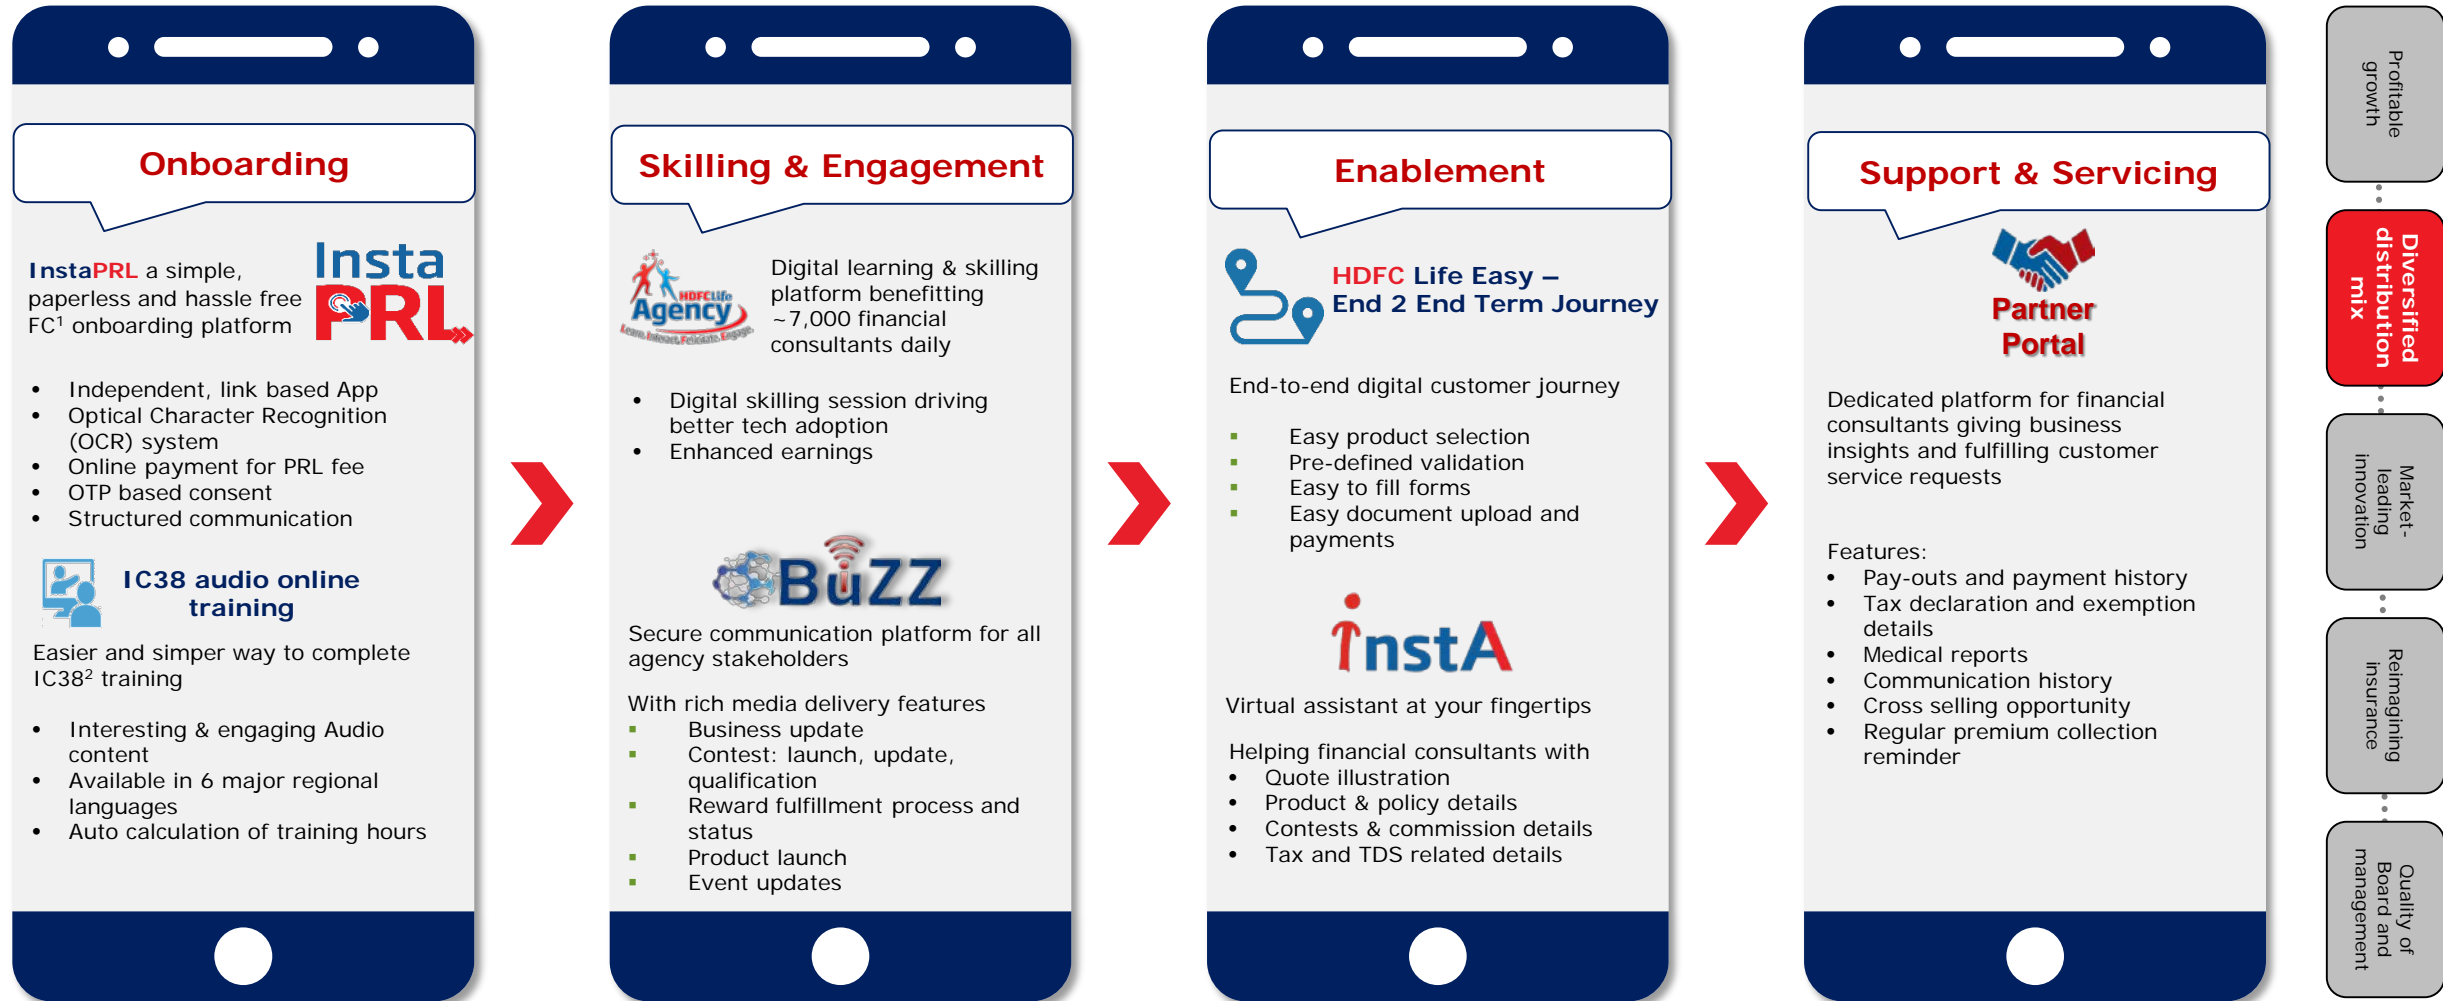 Onboarding
InstaPRL a simple,
paperless and hassle free
FC1 onboarding platform
Insta
PRL
• Independent, link based App
• Optical Character Recognition
(OCR) system
• Online payment for PRL fee
• OTP based consent
• Structured communication
IC38 audio online
training
Easier and simper way to complete
IC38² training
• Interesting & engaging Audio
content
• Available in 6 major regional
languages
• Auto calculation of training hours
Skilling & Engagement
HDFCLife
Agency
Learn, Interact, Felicitate, Engage.
Digital learning & skilling
platform benefitting
~7,000 financial
consultants daily
• Digital skilling session driving
better tech adoption
• Enhanced earnings
BuZZ
Secure communication platform for all
agency stakeholders
With rich media delivery features
▪ Business update
▪ Contest: launch, update,
qualification
▪ Reward fulfillment process and
status
▪ Product launch
▪ Event updates
Enablement
HDFC Life Easy –
End 2 End Term Journey
End-to-end digital customer journey
▪ Easy product selection
▪ Pre-defined validation
▪ Easy to fill forms
▪ Easy document upload and
payments
InstA
Virtual assistant at your fingertips
Helping financial consultants with
• Quote illustration
• Product & policy details
• Contests & commission details
• Tax and TDS related details
Support & Servicing
Partner
Portal
Dedicated platform for financial
consultants giving business
insights and fulfilling customer
service requests
Features:
• Pay-outs and payment history
• Tax declaration and exemption
details
• Medical reports
• Communication history
• Cross selling opportunity
• Regular premium collection
reminder
Profitable
growth
Diversified
distribution
mix
Market-
leading
innovation
Reimagining
insurance
Quality of
Board and
management